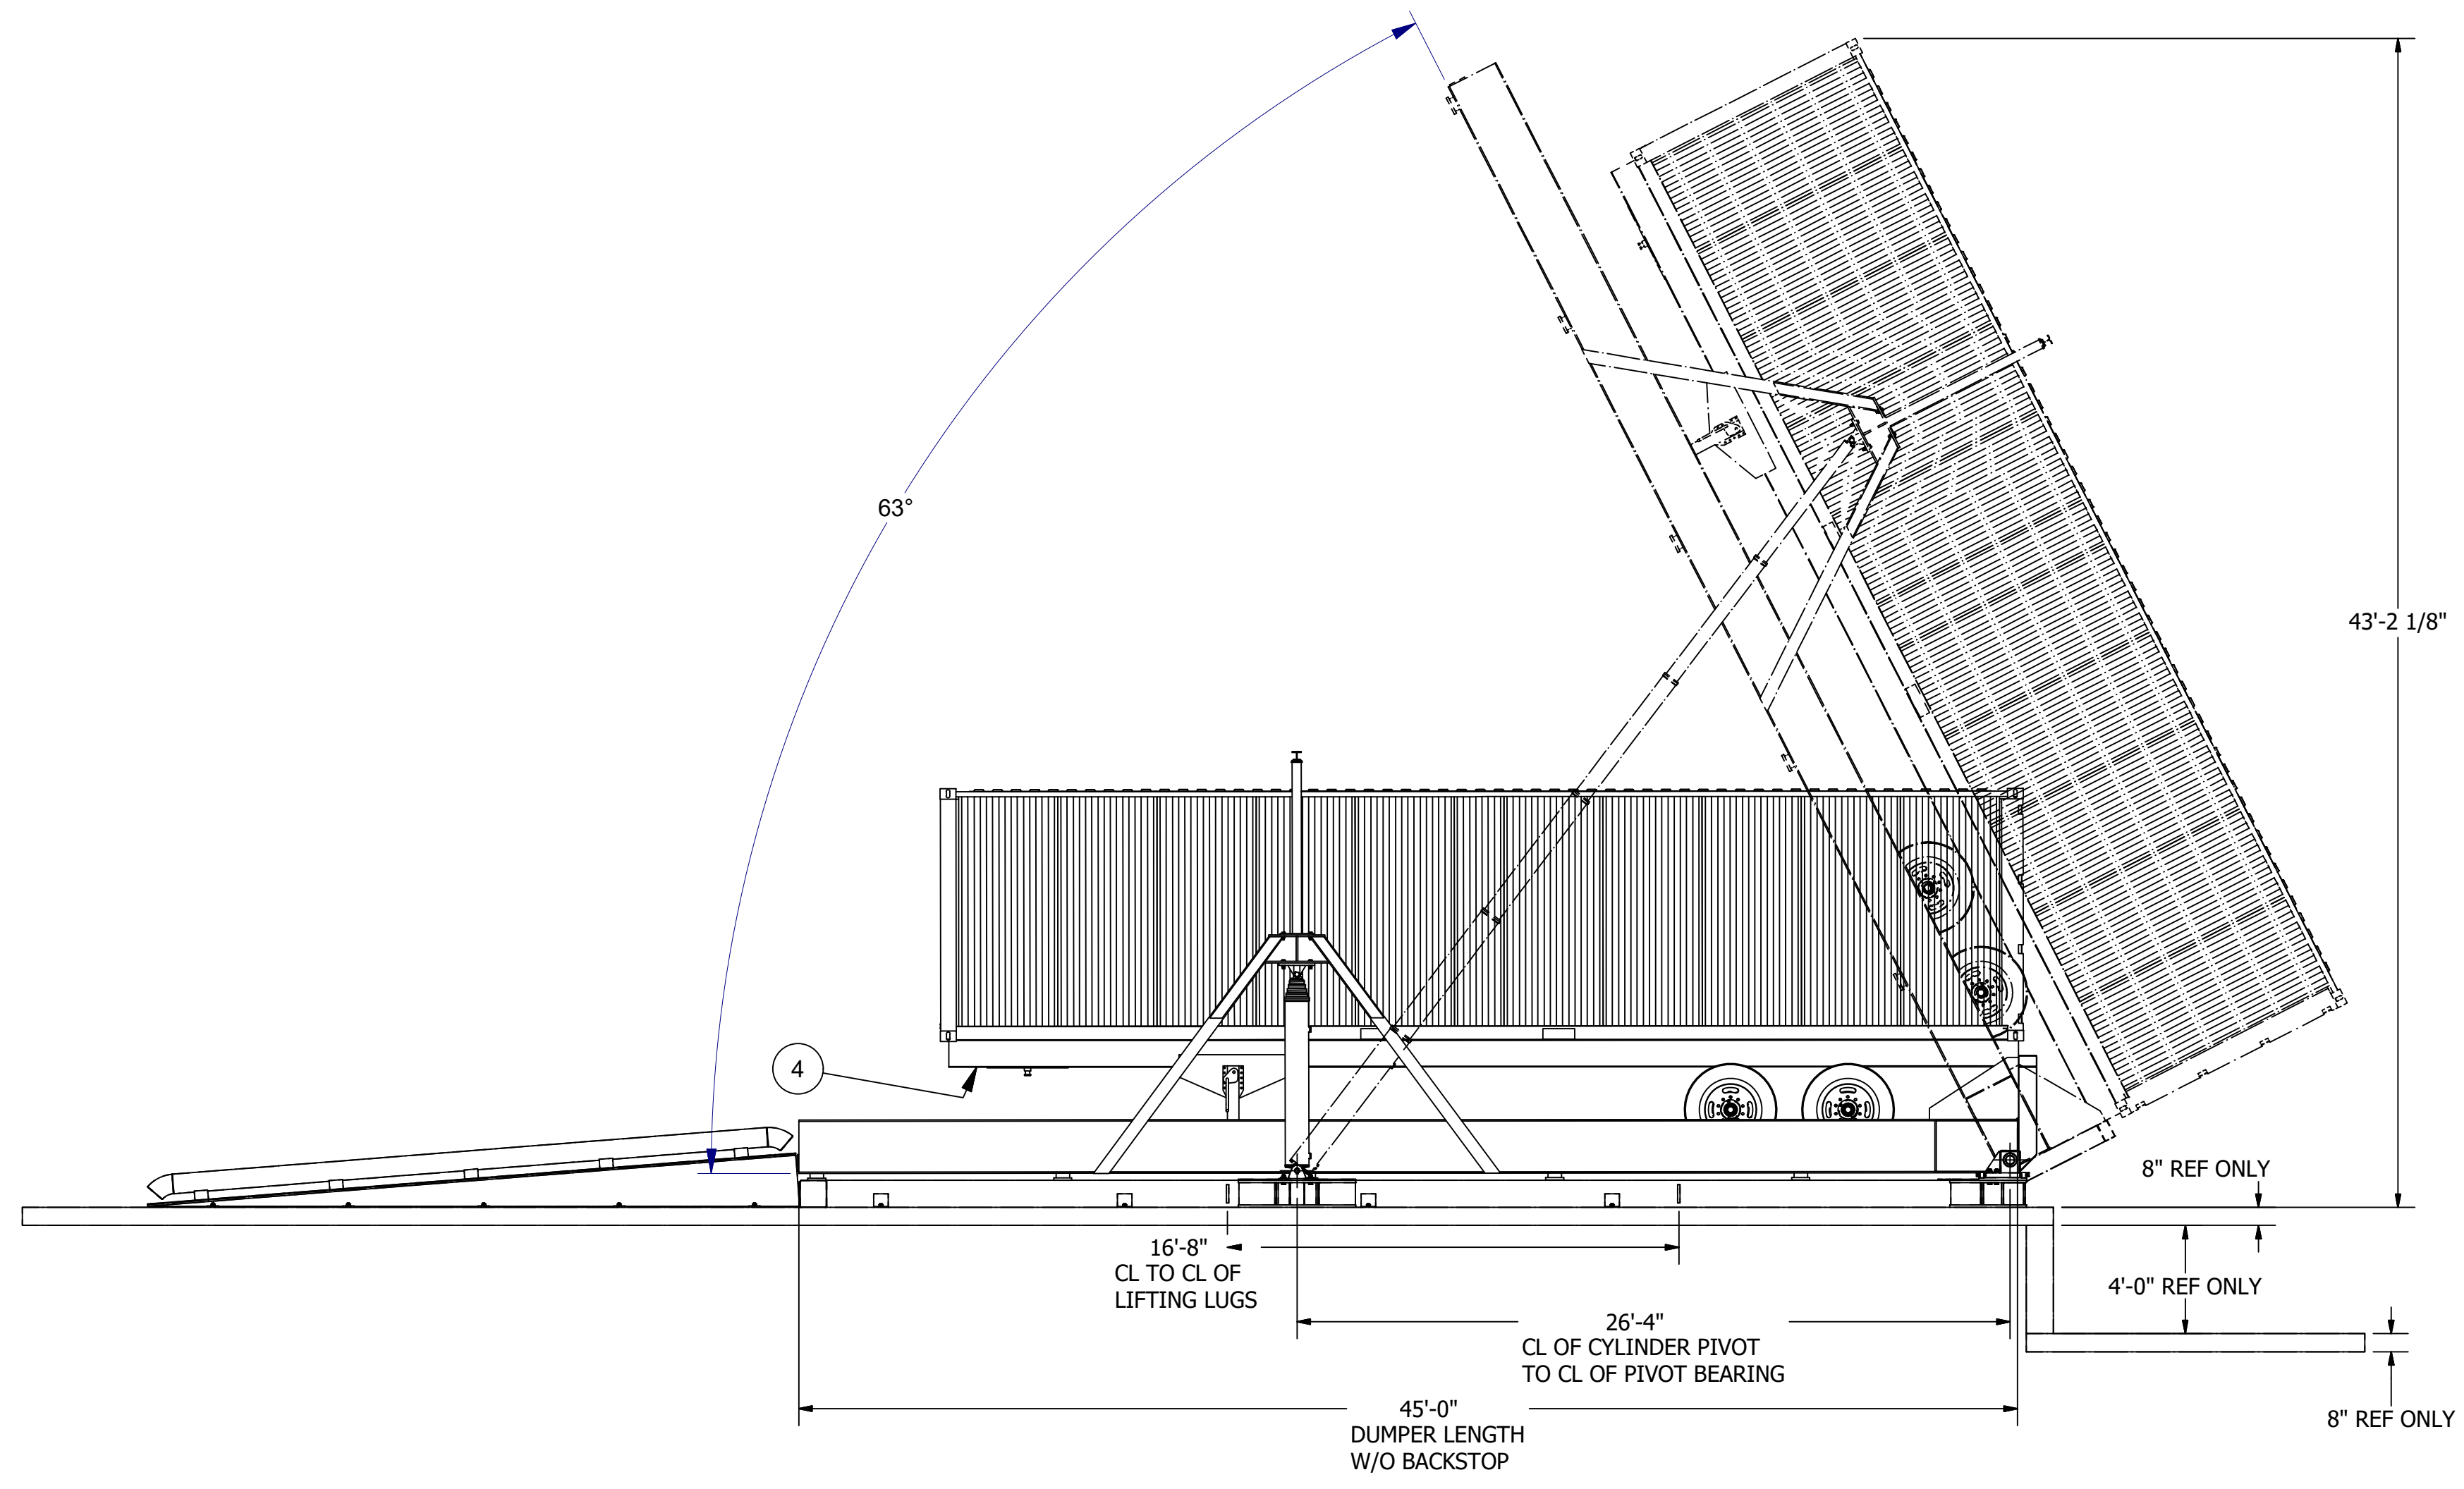 63°
43'-2 1/8"
4
8" REF ONLY
16'-8"
CL TO CL OF
LIFTING LUGS
4'-0" REF ONLY
26'-4"
CL OF CYLINDER PIVOT
TO CL OF PIVOT BEARING
45'-0"
DUMPER LENGTH
W/O BACKSTOP
8" REF ONLY